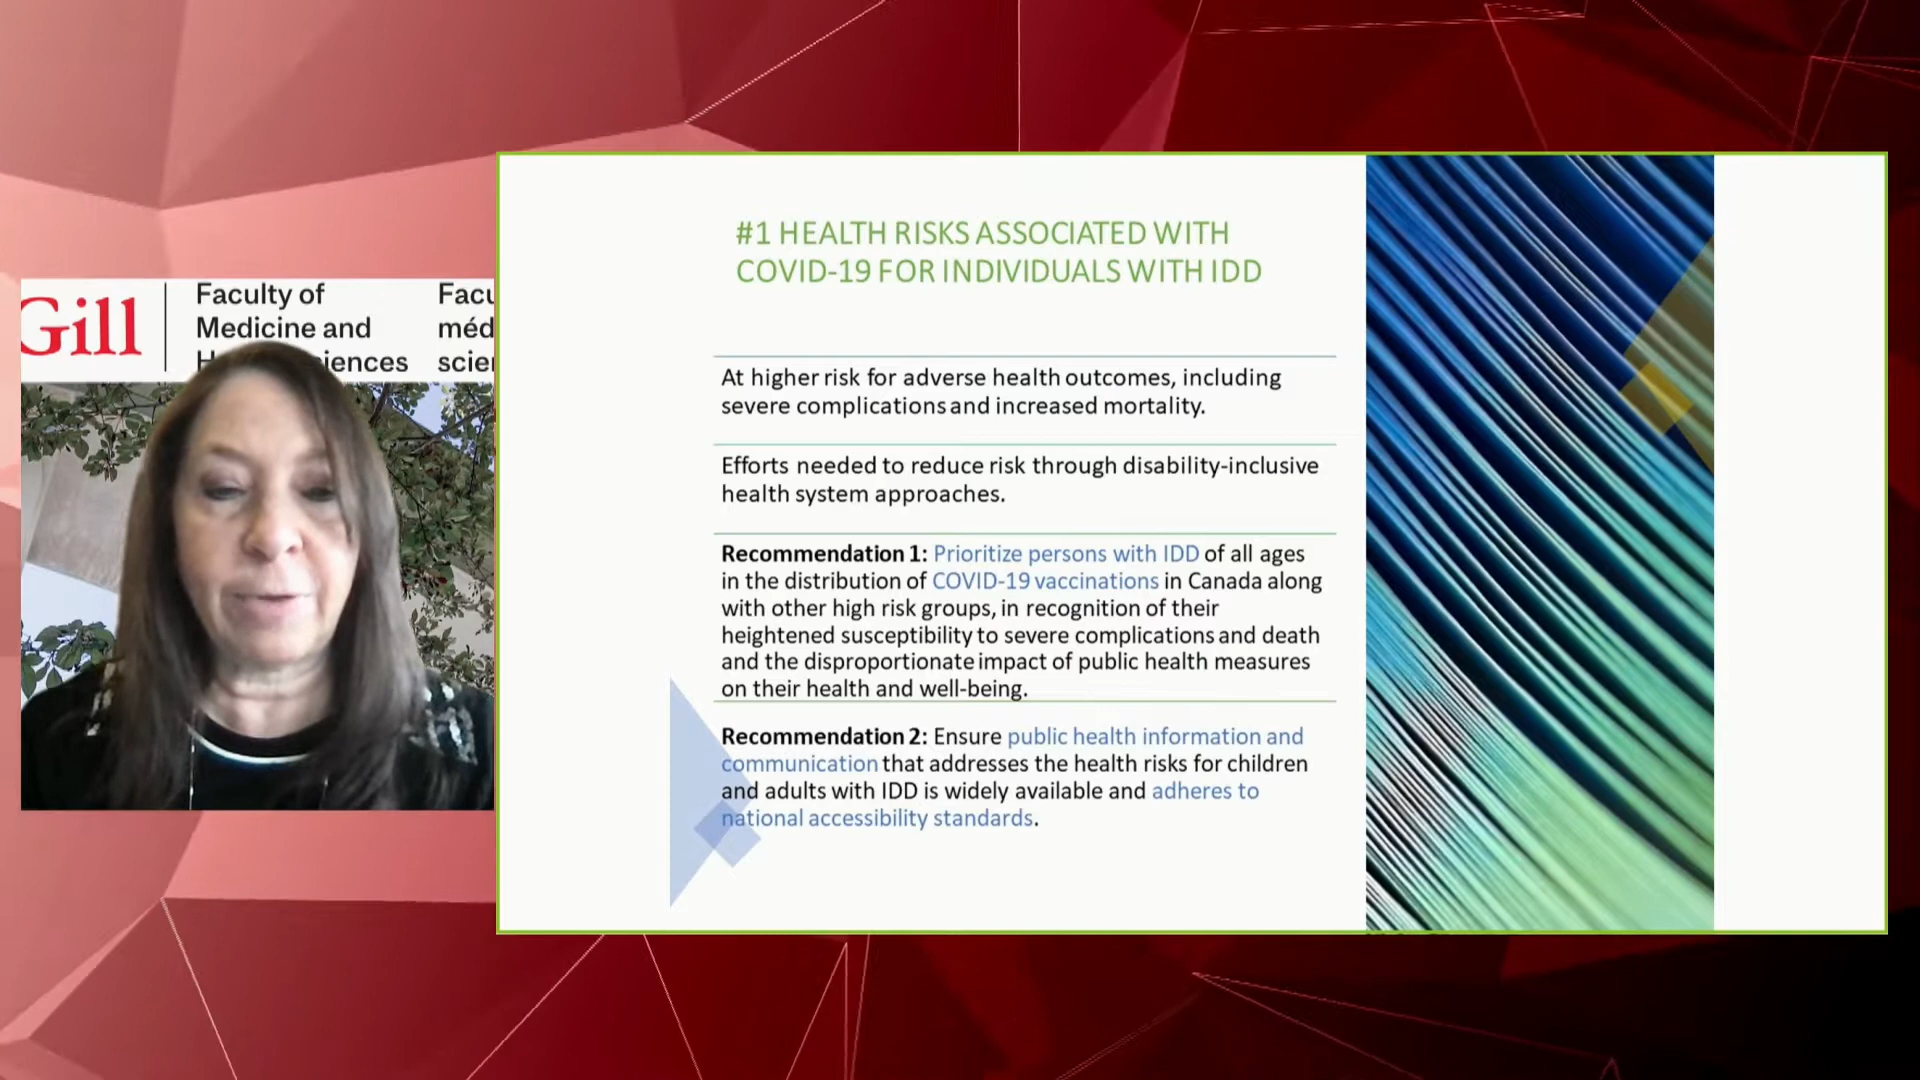 Gill
Faculty of
Medicine and
Facu
méd
scien
#1 HEALTH RISKS ASSOCIATED WITH
COVID-19 FOR INDIVIDUALS WITH IDD
At higher risk for adverse health outcomes, including
severe complications and increased mortality.
Efforts needed to reduce risk through disability-inclusive
health system approaches.
Recommendation 1: Prioritize persons with IDD of all ages
in the distribution of COVID-19 vaccinations in Canada along
with other high risk groups, in recognition of their
heightened susceptibility to severe complications and death
and the disproportionate impact of public health measures
on their health and well-being.
Recommendation 2: Ensure public health information and
communication that addresses the health risks for children
and adults with IDD is widely available and adheres to
national accessibility standards.